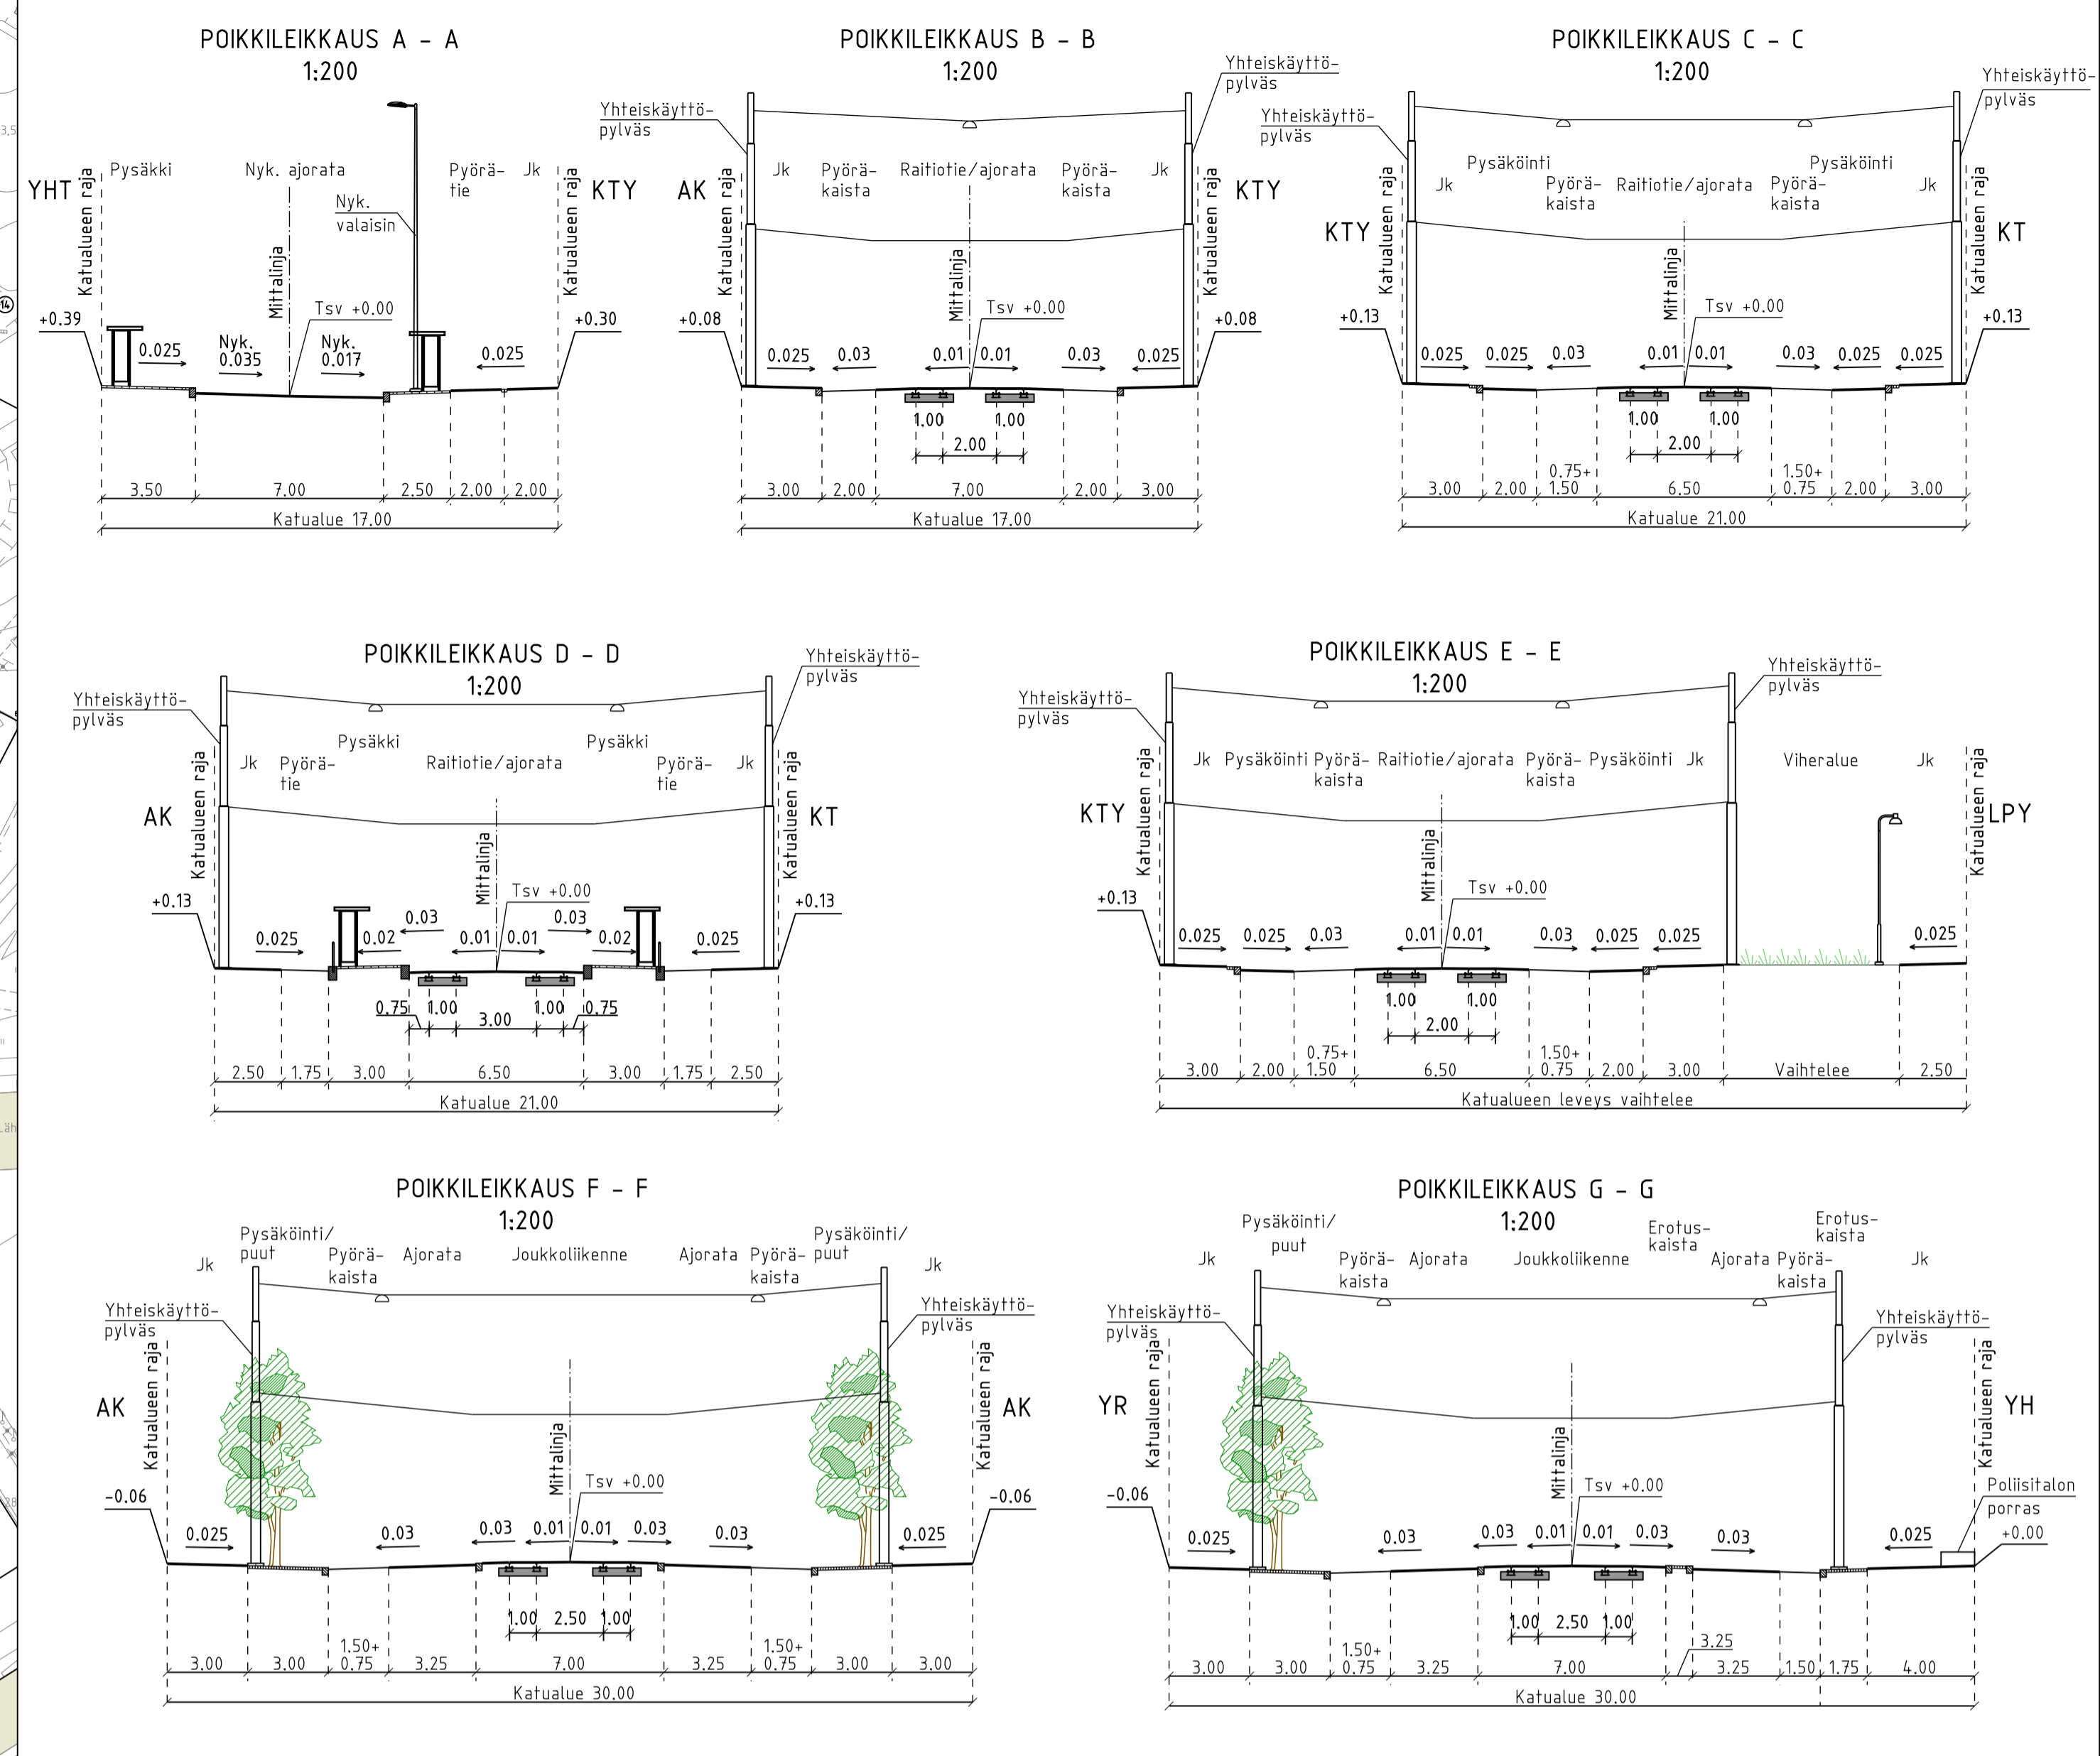 POIKKILEIKKAUS A - A
1:200
YHT
Katualueen raja
Pysäkki
Nyk. ajorata
Pyörä-
tie
Jk
Katualueen raja
KTY
Nyk.
valaisin
Mittalinja
Tsv +0.00
+0.39
+0.30
0.025
Nyk.
0.035
Nyk.
0.017
0.025
3.50
7.00
2.50
2.00
2.00
Katualue 17.00
POIKKILEIKKAUS B - B
1:200
Yhteiskäyttö-
pylväs
Yhteiskäyttö-
pylväs
AK
Katualueen raja
Jk
Pyörä-
kaista
Raitiotie/ajorata
Pyörä-
kaista
Jk
Katualueen raja
KTY
Mittalinja
Tsv +0.00
+0.08
+0.08
0.025
0.03
0.01
0.01
0.03
0.025
1.00
1.00
2.00
3.00
2.00
7.00
2.00
3.00
Katualue 17.00
POIKKILEIKKAUS C - C
1:200
Yhteiskäyttö-
pylväs
Yhteiskäyttö-
pylväs
KTY
Katualueen raja
Jk
Pysäköinti
Pyörä-
kaista
Raitiotie/ajorata
Pyörä-
kaista
Pysäköinti
Jk
Katualueen raja
KT
Mittalinja
Tsv +0.00
+0.13
+0.13
0.025
0.025
0.03
0.01
0.01
0.03
0.025
0.025
1.00
1.00
2.00
3.00
2.00
0.75+
1.50
6.50
1.50+
0.75
2.00
3.00
Katualue 21.00
POIKKILEIKKAUS D - D
1:200
Yhteiskäyttö-
pylväs
Yhteiskäyttö-
pylväs
AK
Katualueen raja
Jk
Pyörä-
tie
Pysäkki
Raitiotie/ajorata
Pysäkki
Pyörä-
tie
Jk
Katualueen raja
KT
Mittalinja
Tsv +0.00
+0.13
+0.13
0.025
0.02
0.03
0.01
0.01
0.03
0.02
0.025
0.75
1.00
3.00
1.00
0.75
2.50
1.75
3.00
6.50
3.00
1.75
2.50
Katualue 21.00
POIKKILEIKKAUS E - E
1:200
Yhteiskäyttö-
pylväs
Yhteiskäyttö-
pylväs
KTY
Katualueen raja
Jk
Pysäköinti
Pyörä-
kaista
Raitiotie/ajorata
Pyörä-
kaista
Pysäköinti
Jk
Viheralue
Jk
Katualueen raja
LPY
Mittalinja
Tsv +0.00
+0.13
0.025
0.025
0.03
0.01
0.01
0.03
0.025
0.025
0.025
1.00
1.00
2.00
3.00
2.00
0.75+
1.50
6.50
1.50+
0.75
2.00
3.00
Vaihtelee
2.50
Katualueen leveys vaihtelee
POIKKILEIKKAUS F - F
1:200
Jk
Pysäköinti/
puut
Pyörä-
kaista
Ajorata
Joukkoliikenne
Ajorata
Pyörä-
kaista
Pysäköinti/
puut
Jk
Yhteiskäyttö-
pylväs
Yhteiskäyttö-
pylväs
AK
Katualueen raja
Katualueen raja
AK
Mittalinja
Tsv +0.00
-0.06
-0.06
0.025
0.03
0.03
0.01
0.01
0.03
0.03
0.025
1.00
2.50
1.00
3.00
3.00
1.50+
0.75
3.25
7.00
3.25
1.50+
0.75
3.00
3.00
Katualue 30.00
POIKKILEIKKAUS G - G
1:200
Jk
Pysäköinti/
puut
Pyörä-
kaista
Ajorata
Joukkoliikenne
Erotus-
kaista
Ajorata
Pyörä-
kaista
Erotus-
kaista
Jk
Yhteiskäyttö-
pylväs
Yhteiskäyttö-
pylväs
YR
Katualueen raja
Katualueen raja
YH
Mittalinja
Tsv +0.00
Poliisitalon
porras
-0.06
+0.00
0.025
0.03
0.03
0.01
0.01
0.03
0.03
0.025
1.00
2.50
1.00
3.00
3.00
1.50+
0.75
3.25
7.00
3.25
3.25
1.50
1.75
4.00
Katualue 30.00
14
3.5